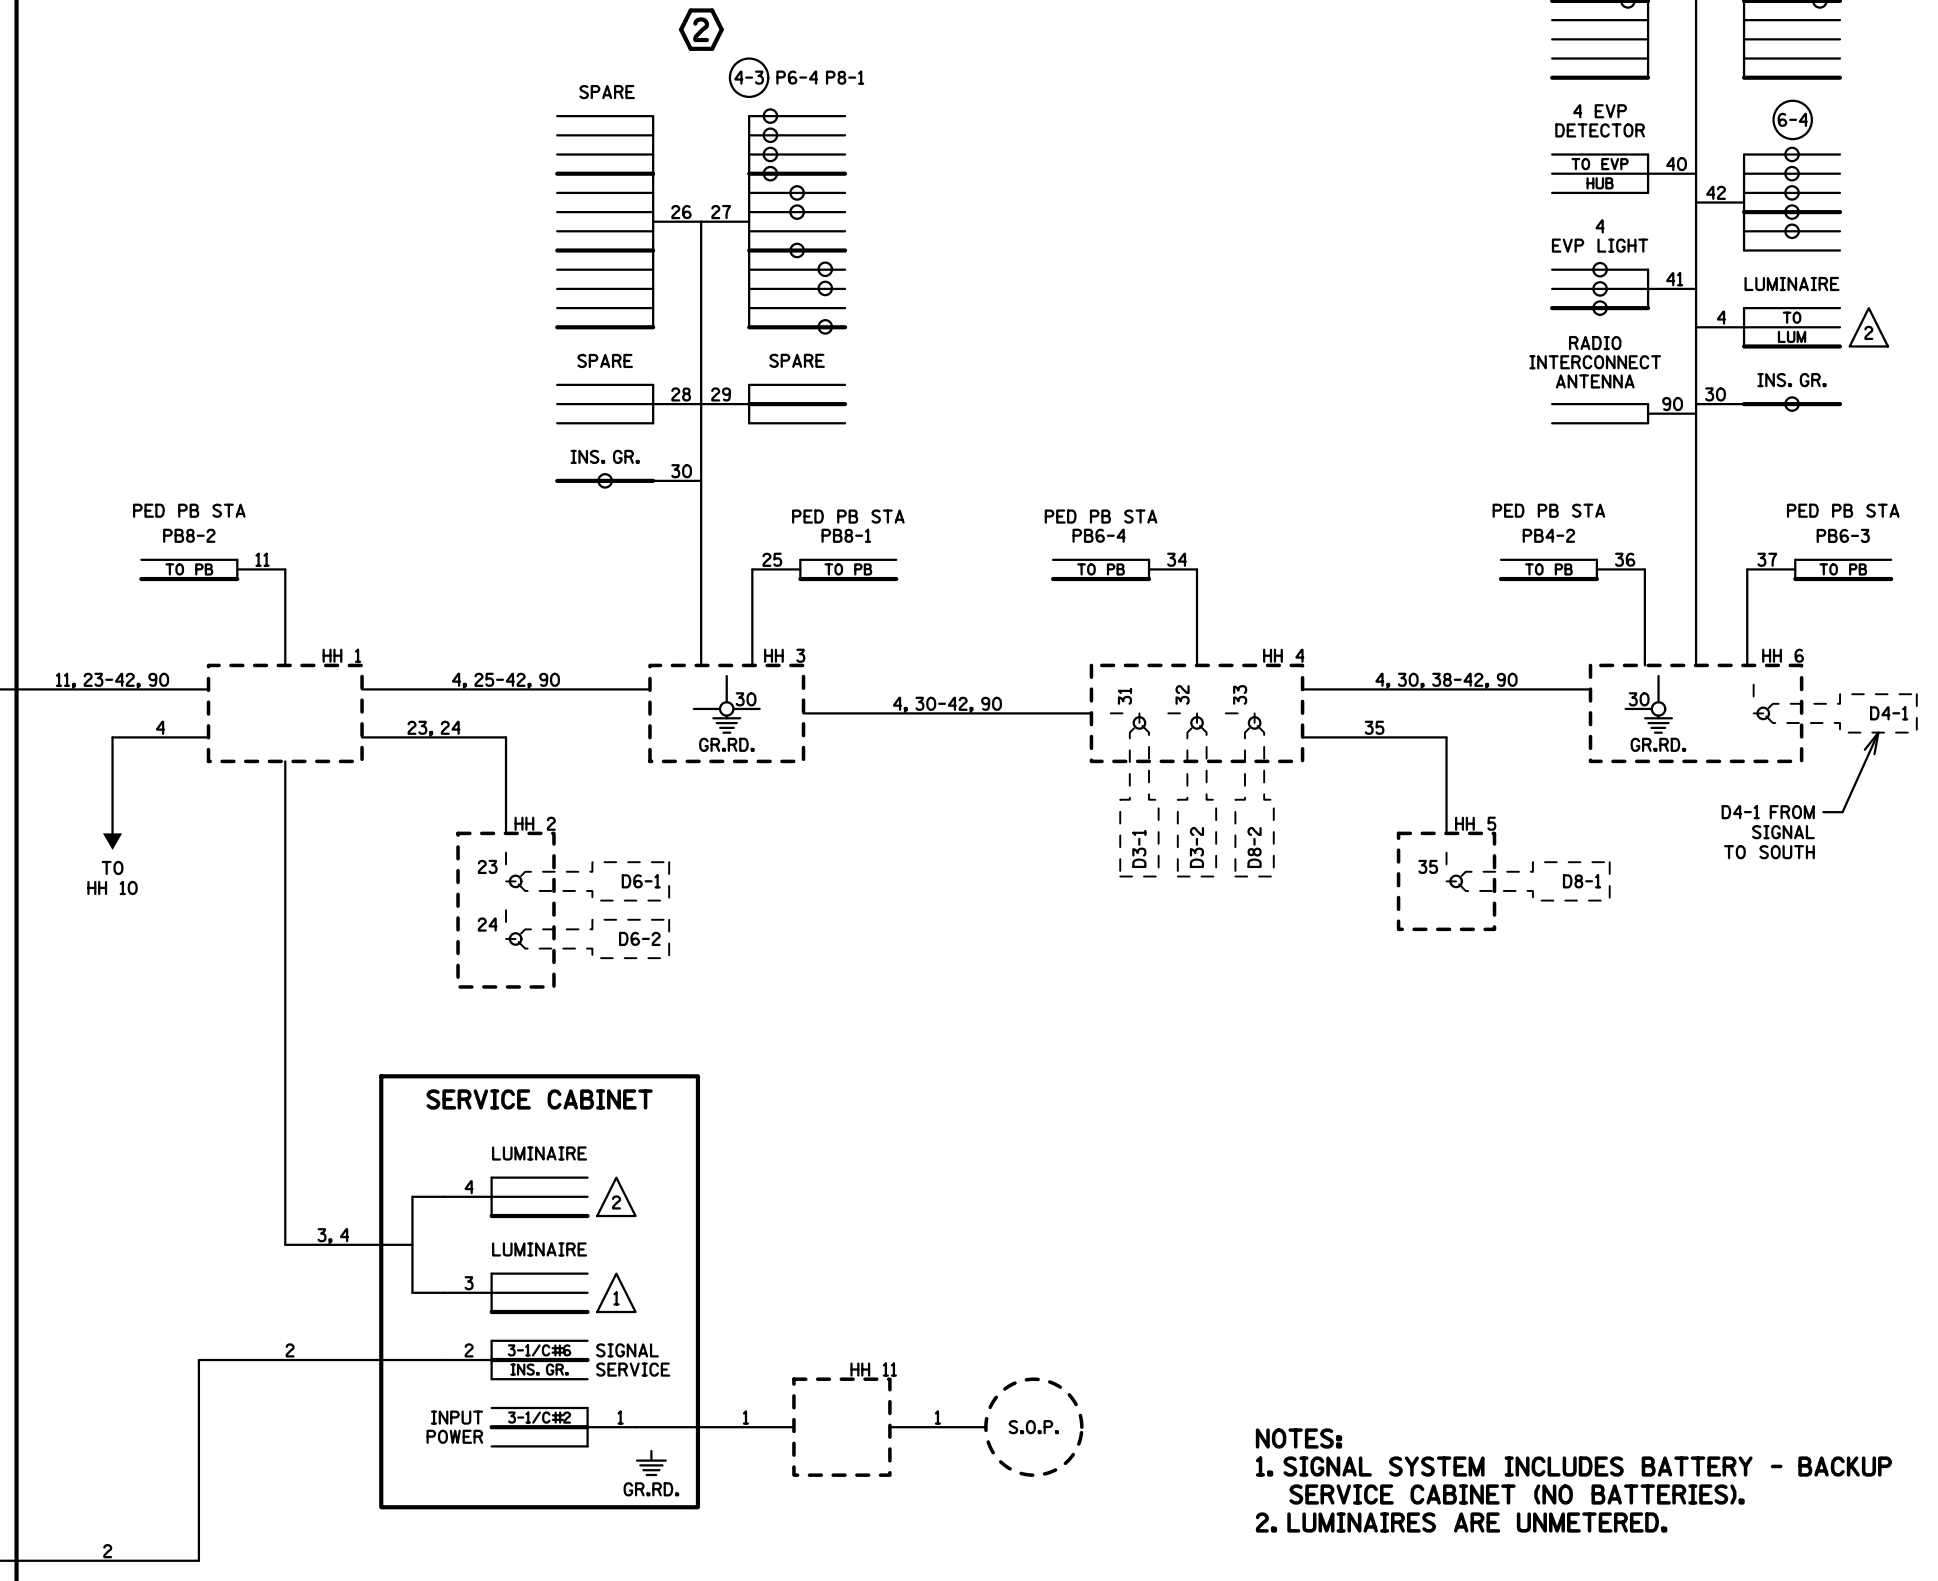 2
4-3 P6-4 P8-1
SPARE
26 27
SPARE
SPARE
28 29
INS. GR.
30
4 EVP
DETECTOR
TO EVP
HUB
40
6-4
42
4
EVP LIGHT
41
LUMINAIRE
4
TO
LUM
2
RADIO
INTERCONNECT
ANTENNA
90
INS. GR.
30
PED PB STA
PB8-2
TO PB
11
PED PB STA
PB8-1
25
TO PB
PED PB STA
PB6-4
TO PB
34
PED PB STA
PB4-2
TO PB
36
PED PB STA
PB6-3
37
TO PB
11, 23-42, 90
HH 1
4, 25-42, 90
4
23, 24
TO
HH 10
HH 3
30
GR.RD.
4, 30-42, 90
HH 4
31
32
33
D3-1
D3-2
D8-2
4, 30, 38-42, 90
35
HH 6
30
GR.RD.
D4-1
D4-1 FROM
SIGNAL
TO SOUTH
HH 2
23
D6-1
24
D6-2
HH 5
35
D8-1
SERVICE CABINET
LUMINAIRE
4
2
LUMINAIRE
3
1
3, 4
2
2
3-1/C#6
INS. GR.
SIGNAL
SERVICE
INPUT
POWER
3-1/C#2
1
1
HH 11
1
S.O.P.
GR.RD.
2
NOTES:
1. SIGNAL SYSTEM INCLUDES BATTERY - BACKUP
SERVICE CABINET (NO BATTERIES).
2. LUMINAIRES ARE UNMETERED.